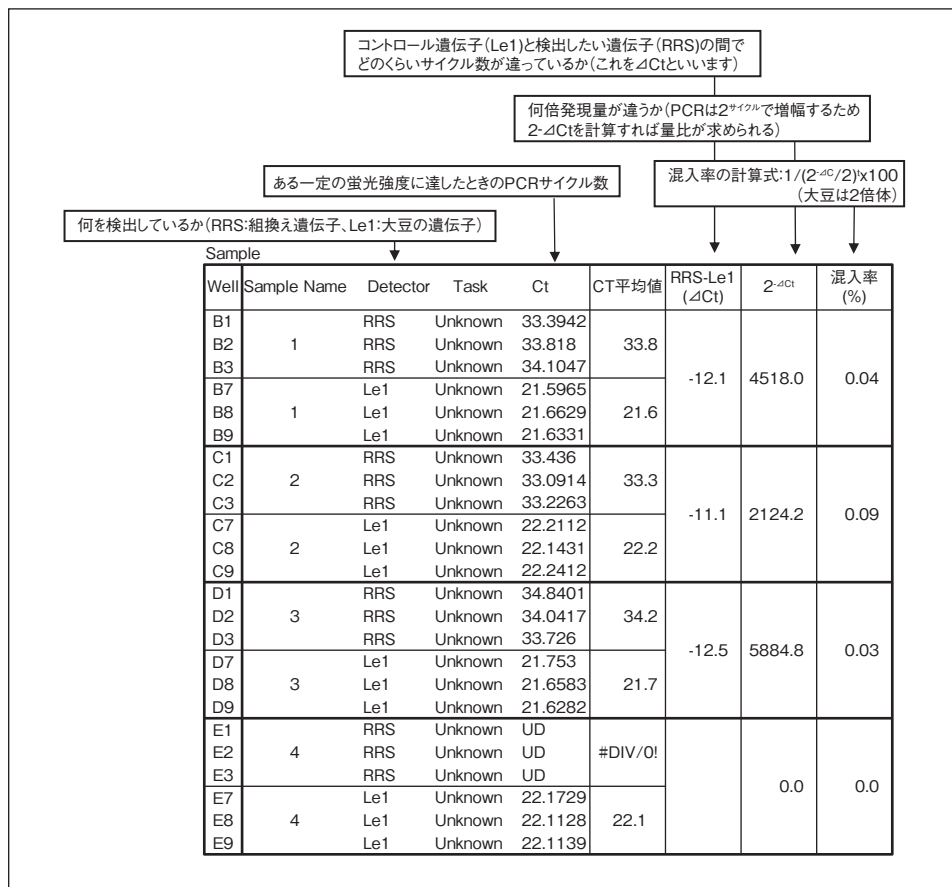 コントロール遺伝子(Le1)と検出したい遺伝子(RRS)の間で
どのくらいサイクル数が違っているか(これを⊿Ctといいます)
何倍発現量が違うか(PCRは2サイクルで増幅するため
2-⊿Ctを計算すれば量比が求められる)
混入率の計算式:1/(2-⊿C/2)tx100
(大豆は2倍体)
ある一定の蛍光強度に達したときのPCRサイクル数
何を検出しているか(RRS:組換え遺伝子、Le1:大豆の遺伝子)
Sample
Well Sample Name Detector Task Ct CT平均値 RRS-Le1 (⊿Ct) 2-⊿Ct 混入率 (%)
B1 RRS Unknown 33.3942
B2 1 RRS Unknown 33.818 33.8
B3 RRS Unknown 34.1047
-12.1 4518.0 0.04
B7 Le1 Unknown 21.5965
B8 1 Le1 Unknown 21.6629 21.6
B9 Le1 Unknown 21.6331
C1 RRS Unknown 33.436
C2 2 RRS Unknown 33.0914 33.3
C3 RRS Unknown 33.2263
-11.1 2124.2 0.09
C7 Le1 Unknown 22.2112
C8 2 Le1 Unknown 22.1431 22.2
C9 Le1 Unknown 22.2412
D1 RRS Unknown 34.8401
D2 3 RRS Unknown 34.0417 34.2
D3 RRS Unknown 33.726
-12.5 5884.8 0.03
D7 Le1 Unknown 21.753
D8 3 Le1 Unknown 21.6583 21.7
D9 Le1 Unknown 21.6282
E1 RRS Unknown UD
E2 4 RRS Unknown UD #DIV/0!
E3 RRS Unknown UD
0.0 0.0
E7 Le1 Unknown 22.1729
E8 4 Le1 Unknown 22.1128 22.1
E9 Le1 Unknown 22.1139